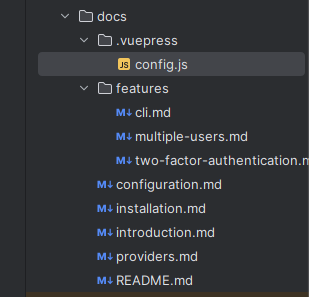 docs
.vuepress
JS config.js
features
M↓ cli.md
M↓ multiple-users.md
M↓ two-factor-authentication.m
M↓ configuration.md
M↓ installation.md
M↓ introduction.md
M↓ providers.md
M↓ README.md